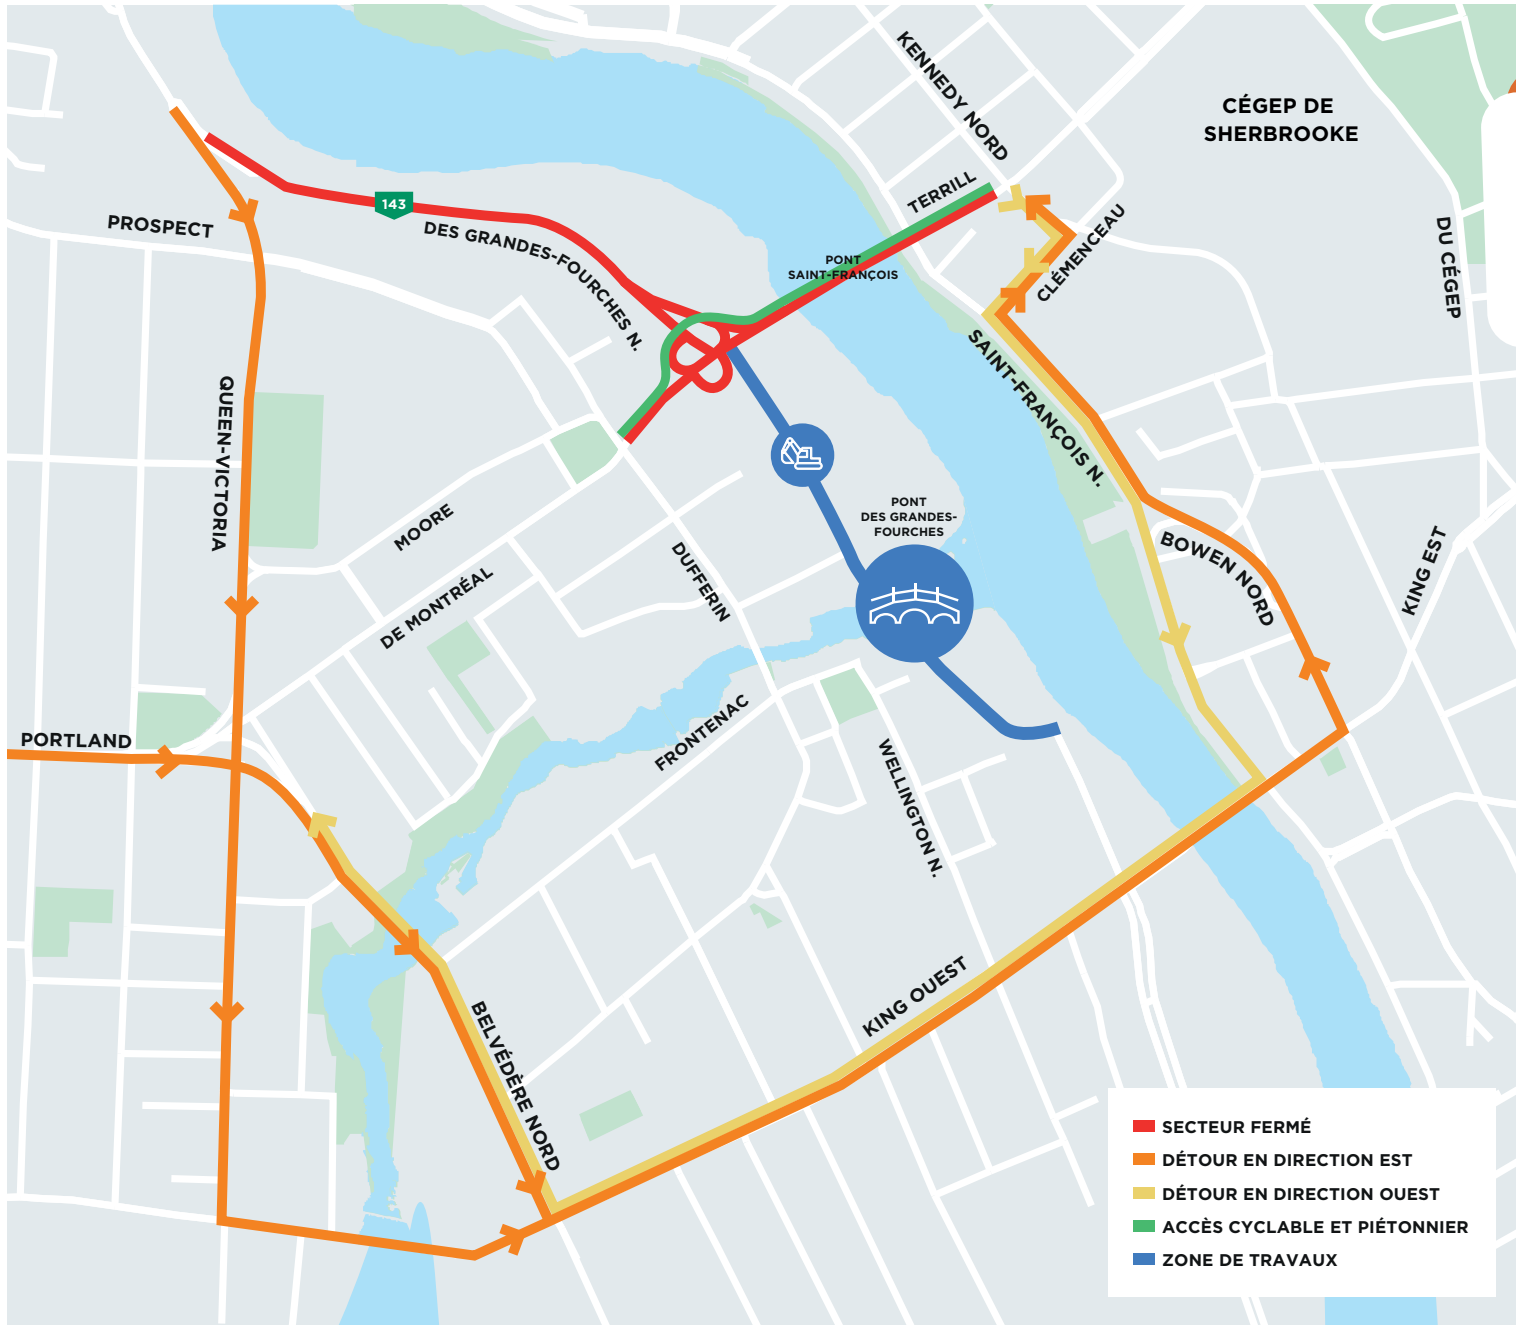 KENNEDY NORD
CÉGEP DE
SHERBROOKE
TERRILL
143
PROSPECT
DES GRANDES-FOURCHES N.
PONT
SAINT-FRANÇOIS
CLÉMENCEAU
DU CÉGEP
QUEEN-VICTORIA
SAINT-FRANÇOIS N.
MOORE
PONT
DES GRANDES-
FOURCHES
DE MONTRÉAL
DUFFERIN
BOWEN NORD
KING EST
PORTLAND
FRONTENAC
WELLINGTON N.
BELVÉDÈRE NORD
KING OUEST
SECTEUR FERMÉ
DÉTOUR EN DIRECTION EST
DÉTOUR EN DIRECTION OUEST
ACCÈS CYCLABLE ET PIÉTONNIER
ZONE DE TRAVAUX